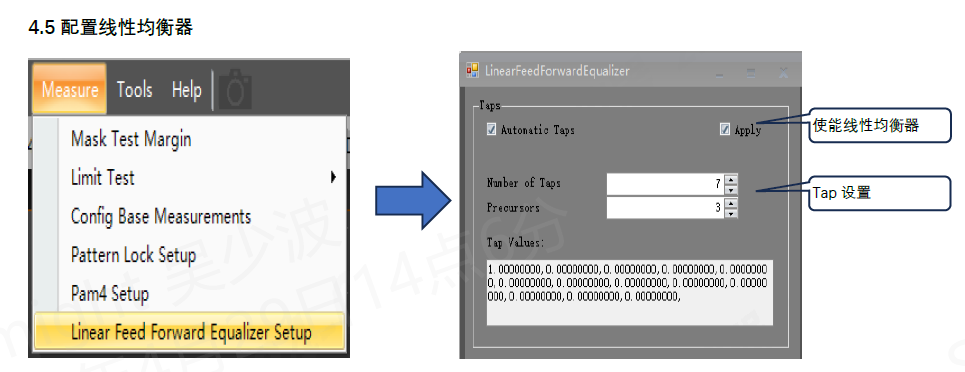 4.5 配置线性均衡器
Measure Tools Help
Mask Test Margin
Limit Test
Config Base Measurements
Pattern Lock Setup
Pam4 Setup
Linear Feed Forward Equalizer Setup
LinearFeedForwardEqualizer
Taps
Automatic Taps
Apply
使能线性均衡器
Number of Taps 7
Tap 设置
Precursors 3
Tap Values:
1.00000000,0.00000000,0.00000000,0.00000000,0.0000000
0,0.00000000,0.00000000,0.00000000,0.00000000,0.00000
000,0.00000000,0.00000000,0.00000000,